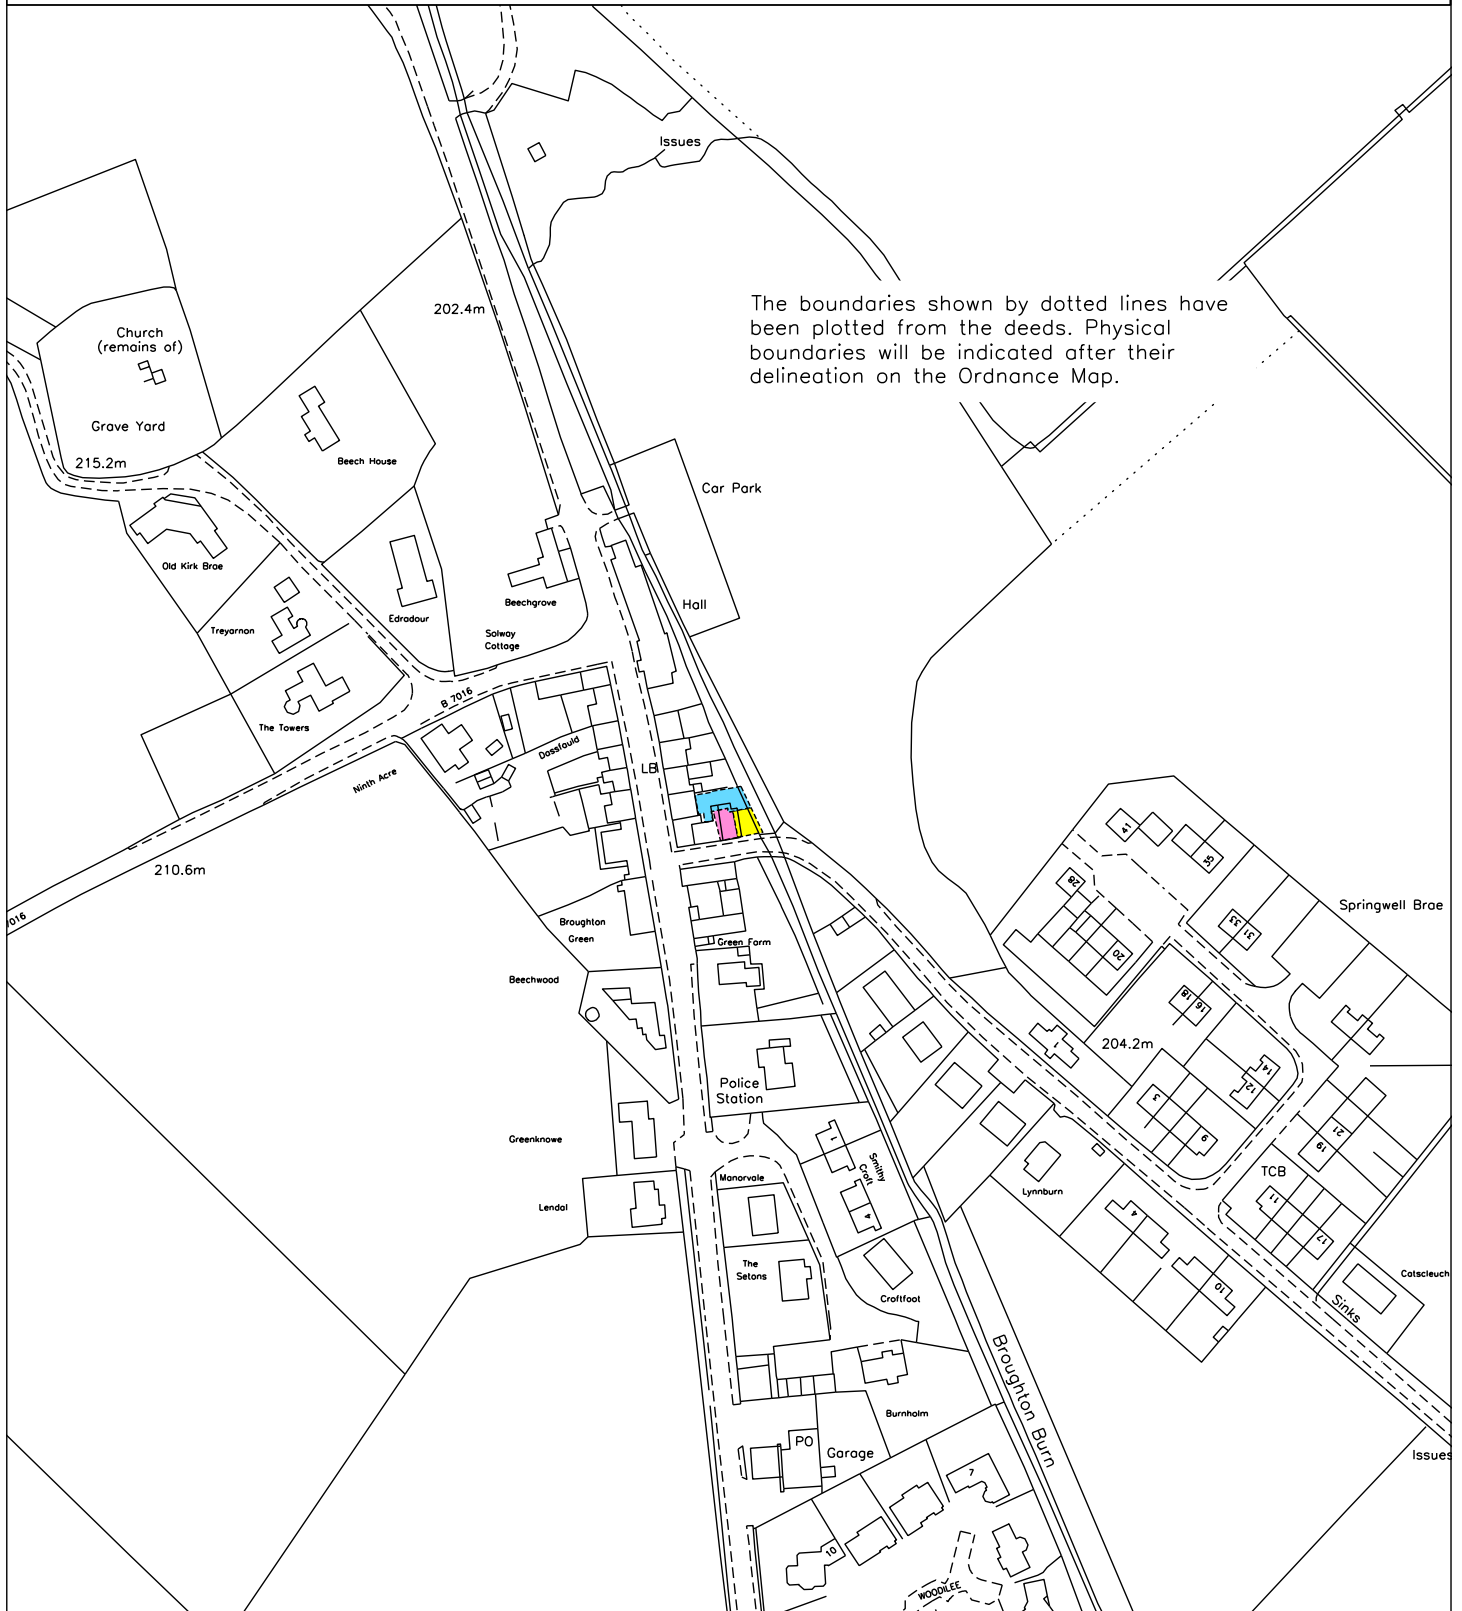 Issues
202.4m
The boundaries shown by dotted lines have
been plotted from the deeds. Physical
boundaries will be indicated after their
delineation on the Ordnance Map.
Church
(remains of)
Grave Yard
215.2m
Beech House
Car Park
Old Kirk Brae
Edradour
Beechgrove
Hall
Treyarnon
Solway
Cottage
B 7016
The Towers
Dassfauld
LB
Ninth Acre
41
35
210.6m
28
7016
Springwell Brae
Broughton
Green
33
31
Green Farm
20
Beechwood
18
16
204.2m
1
14
12
Police
Station
3
21
Greenknowe
1
9
19
Smithy
Croft
TCB
Manorvale
Lynnburn
11
Lendal
4
4
17
The
Setons
Catscleuch
Croftfoot
10
Sinks
Broughton Burn
Burnholm
PO
Garage
Issues
7
10
WOODILEE